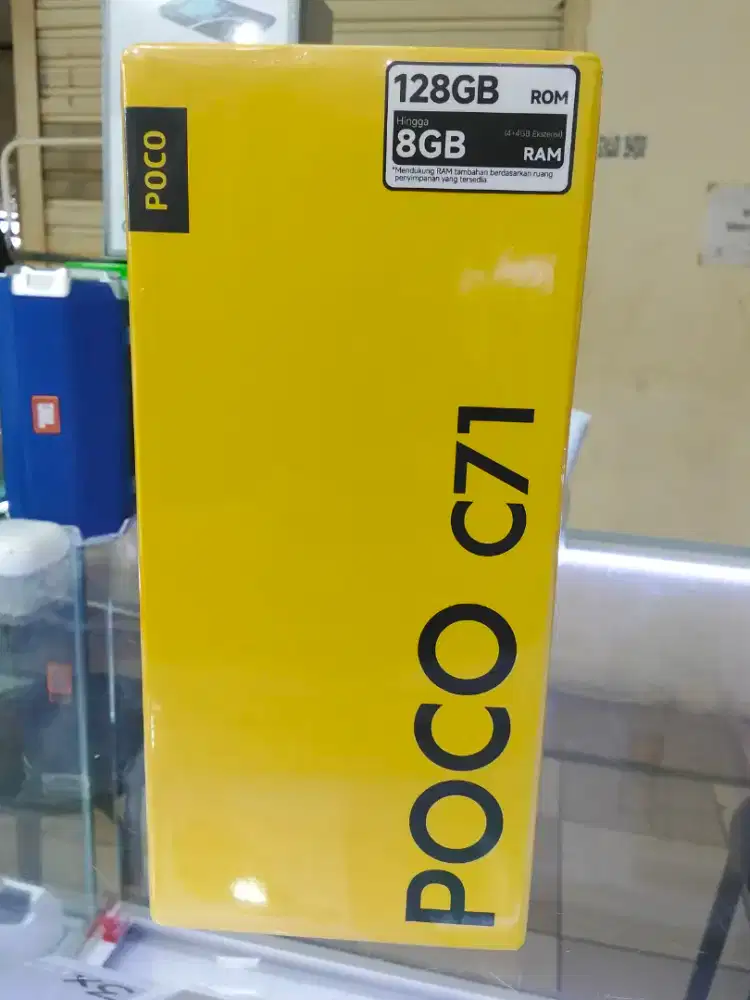 128GB ROM
Hingga (4+4GB Ekstensi)
8GB RAM
*Mendukung RAM tambahan berdasarkan ruang
penyimpanan yang tersedia
POCO
POCO C71